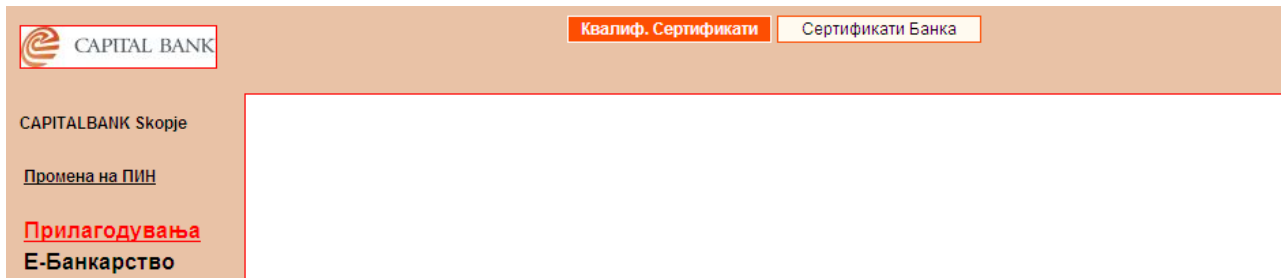 CAPITAL BANK
Квалиф. Сертификати
Сертификати Банка
CAPITALBANK Skopje
Промена на ПИН
Прилагодувања
Е-Банкарство